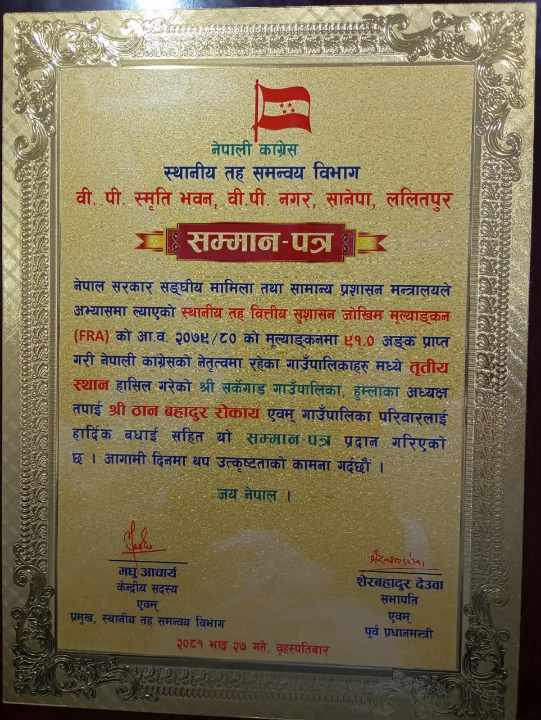 नेपाली काग्रेस
स्थानीय तह समन्वय विभाग
वी. पी. स्मृति भवन, वी.पी. नगर, सानेपा, ललितपुर
सम्मान-पत्र
नेपाल सरकार सङ्घीय मामिला तथा सामान्य प्रशासन मन्त्रालयले
अभ्यासमा ल्याएको स्थानीय तह वित्तीय सुशासन जोखिम मूल्याङ्कन
(FRA) को आ.व. २०७९/८० को मूल्याङ्कनमा ६१.० अङ्क प्राप्त
गरी नेपाली काग्रेसको नेतृत्वमा रहेका गाउँपालिकाहरु मध्ये तृतीय
स्थान हासिल गरेको श्री सर्केगाड गाउँपालिका, हुम्लाका अध्यक्ष
तपाई श्री ठान बहादुर रोकाय एवम् गाउँपालिका परिवारलाई
हार्दिक बधाई सहित यो सम्मान-पत्र प्रदान गरिएको
छ । आगामी दिनमा थप उत्कृष्टताको कामना गर्दछौ ।
जय नेपाल ।
मधु आचार्य
केन्द्रीय सदस्य
एवम्
प्रमुख, स्थानीय तह समन्वय विभाग
शेरबहादुर देउवा
सभापति
एवम्
पूर्व प्रधानमन्त्री
२०८१ भाद्र २७ गते, वृहस्पतिबार